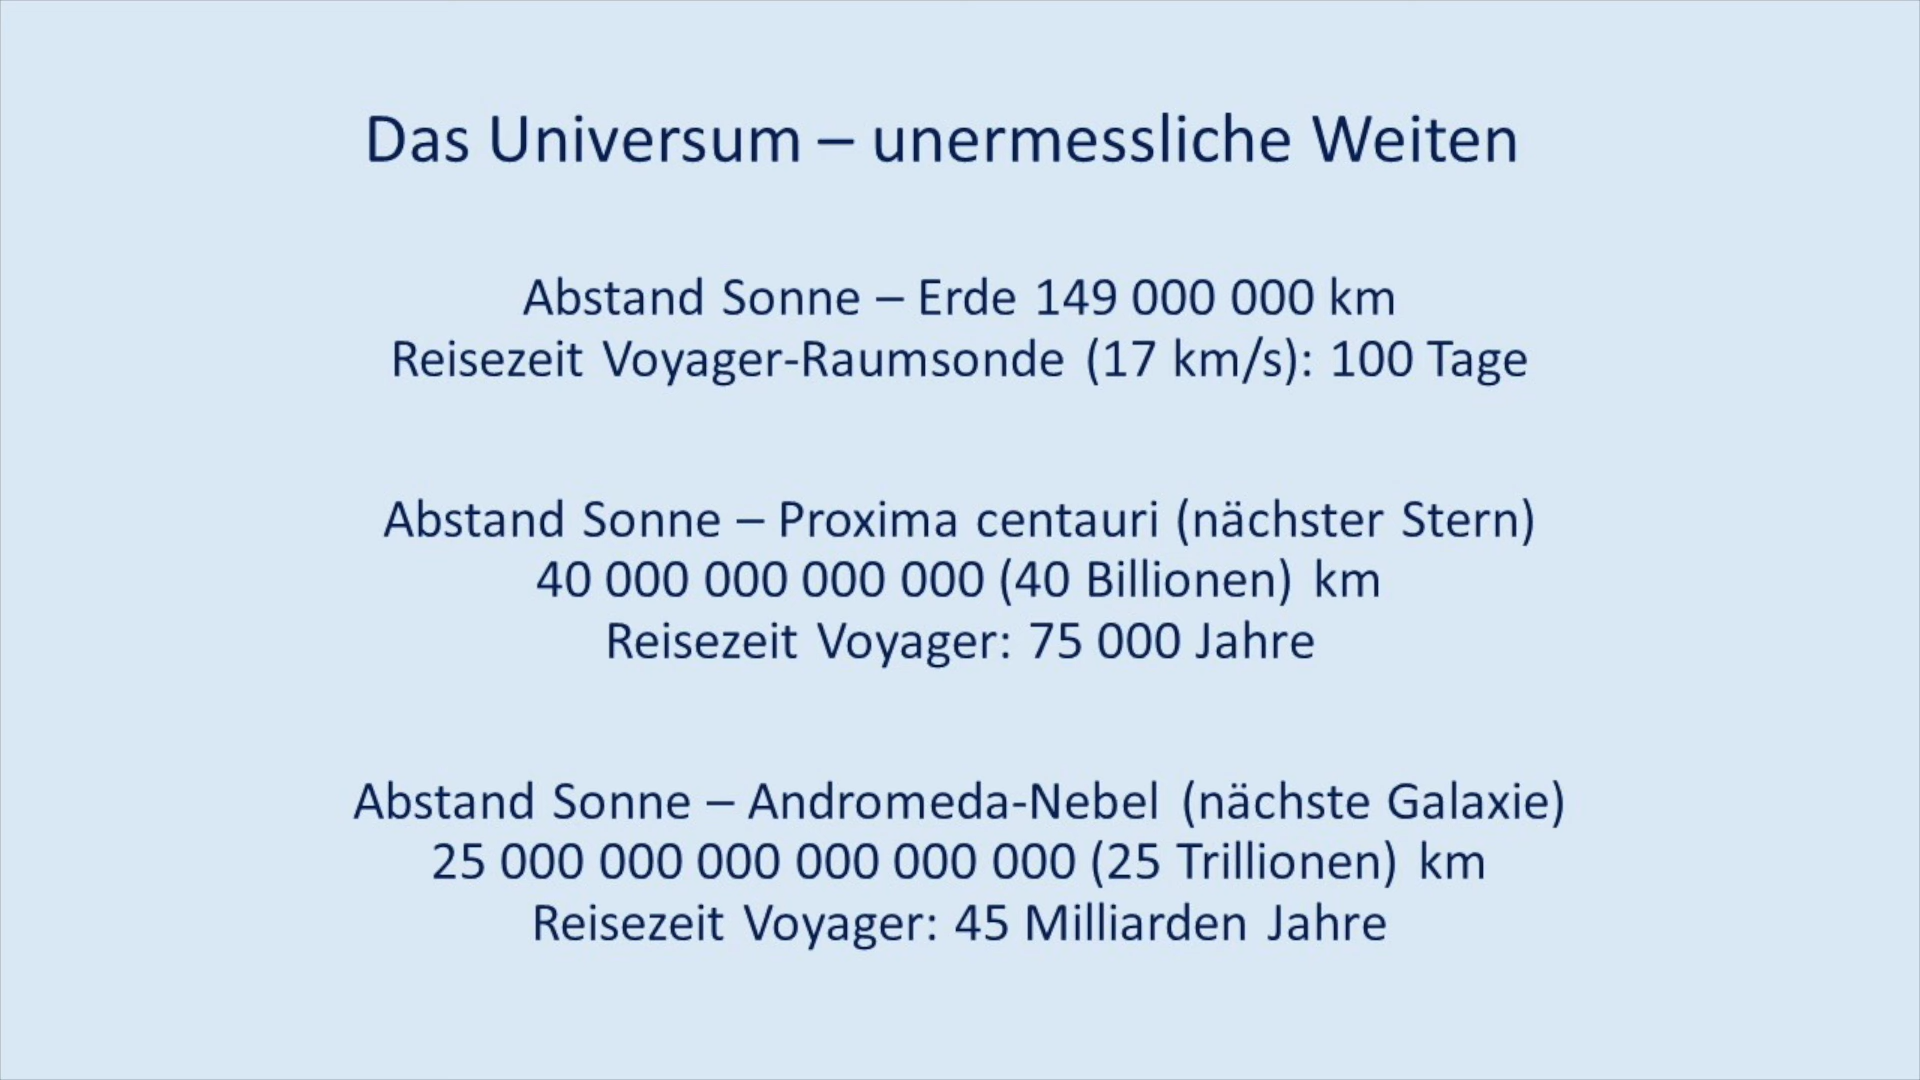 Das Universum – unermessliche Weiten
Abstand Sonne – Erde 149 000 000 km
Reisezeit Voyager-Raumsonde (17 km/s): 100 Tage
Abstand Sonne – Proxima centauri (nächster Stern)
40 000 000 000 000 (40 Billionen) km
Reisezeit Voyager: 75 000 Jahre
Abstand Sonne – Andromeda-Nebel (nächste Galaxie)
25 000 000 000 000 000 000 (25 Trillionen) km
Reisezeit Voyager: 45 Milliarden Jahre